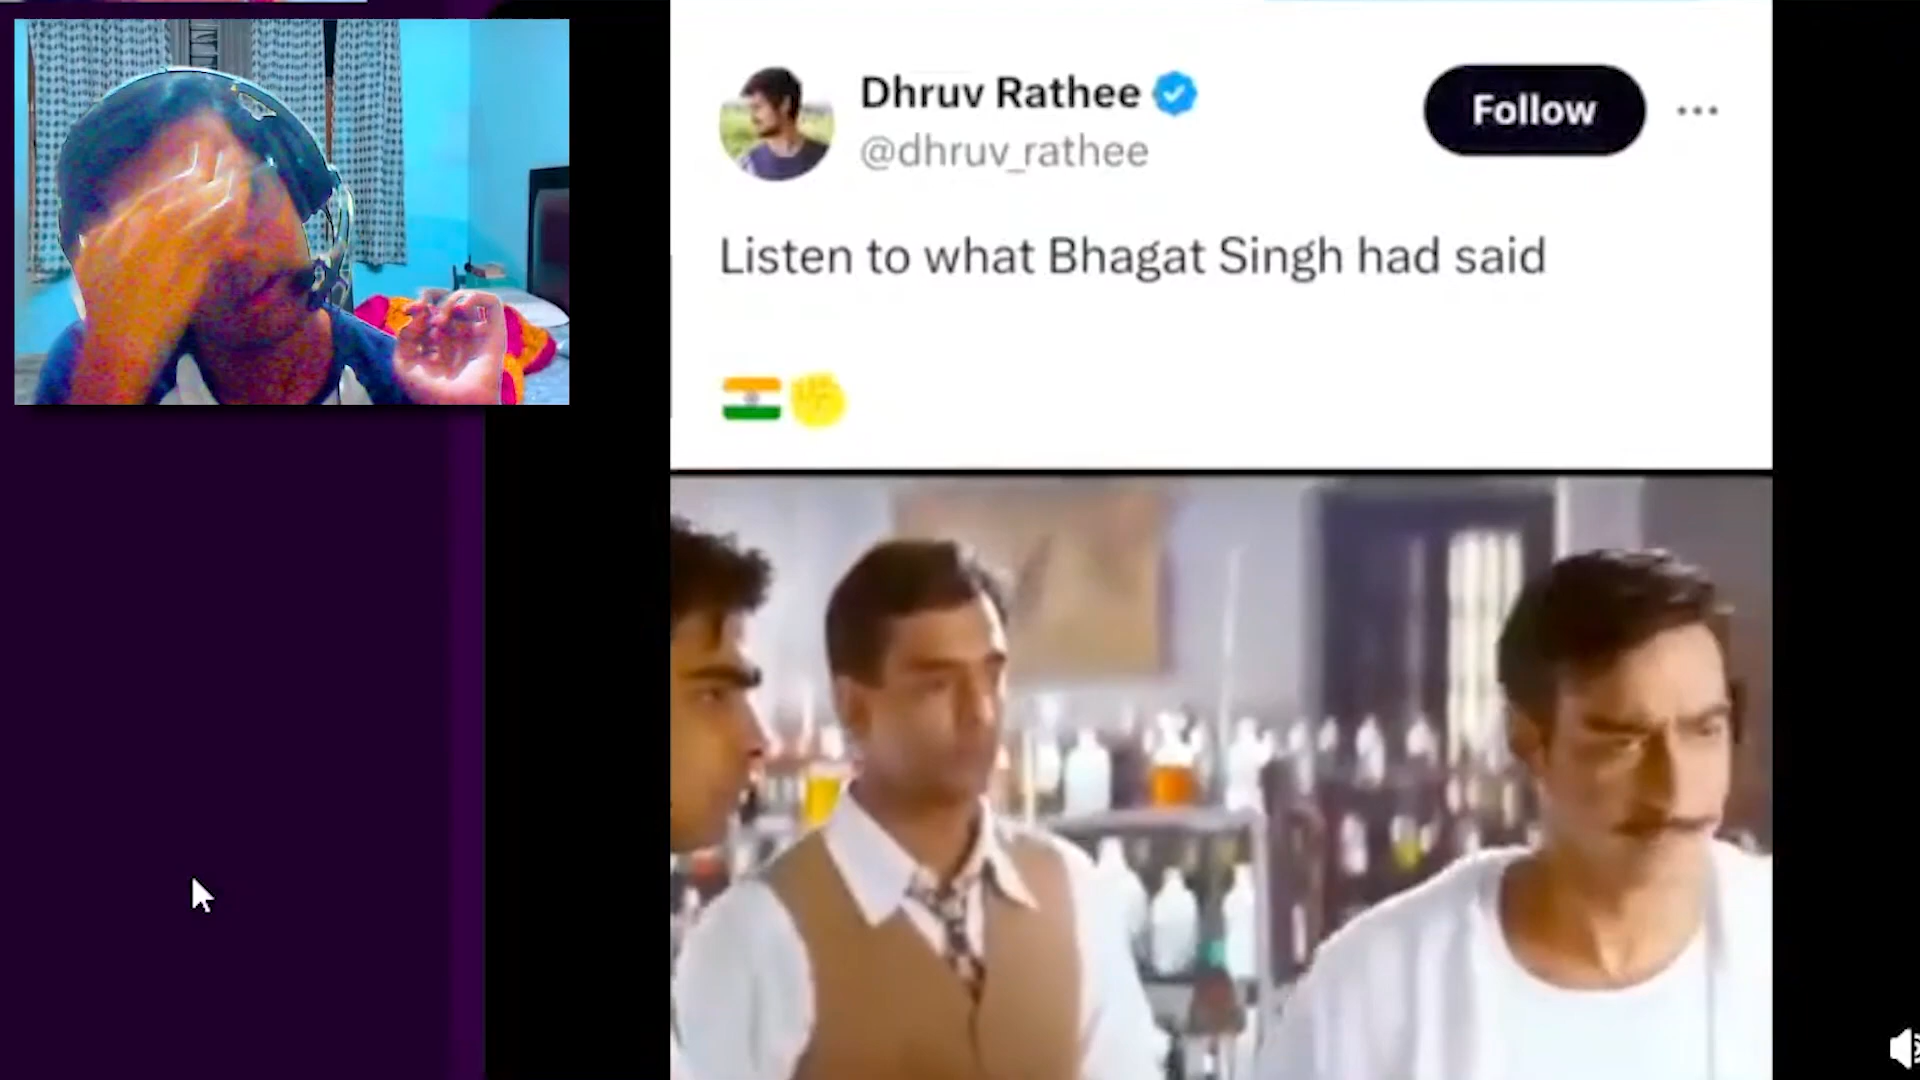 Dhruv Rathee
@dhruv_rathee
Follow
Listen to what Bhagat Singh had said